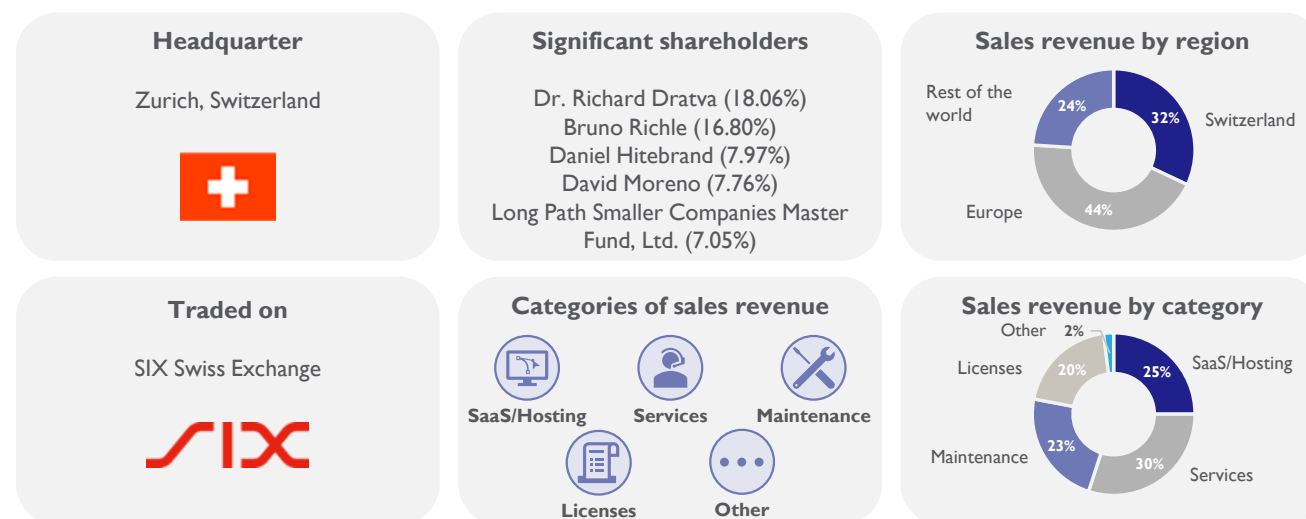 Headquarter
Zurich, Switzerland
Significant shareholders
Dr. Richard Dratva (18.06%)
Bruno Richle (16.80%)
Daniel Hitebrand (7.97%)
David Moreno (7.76%)
Long Path Smaller Companies Master
Fund, Ltd. (7.05%)
Sales revenue by region
Rest of the
world
24%
32%
Switzerland
Europe
44%
Traded on
SIX Swiss Exchange
SIX
Categories of sales revenue
SaaS/Hosting
Services
Maintenance
Licenses
Other
Sales revenue by category
Other 2%
SaaS/Hosting
25%
Licenses
20%
Maintenance
23%
30%
Services